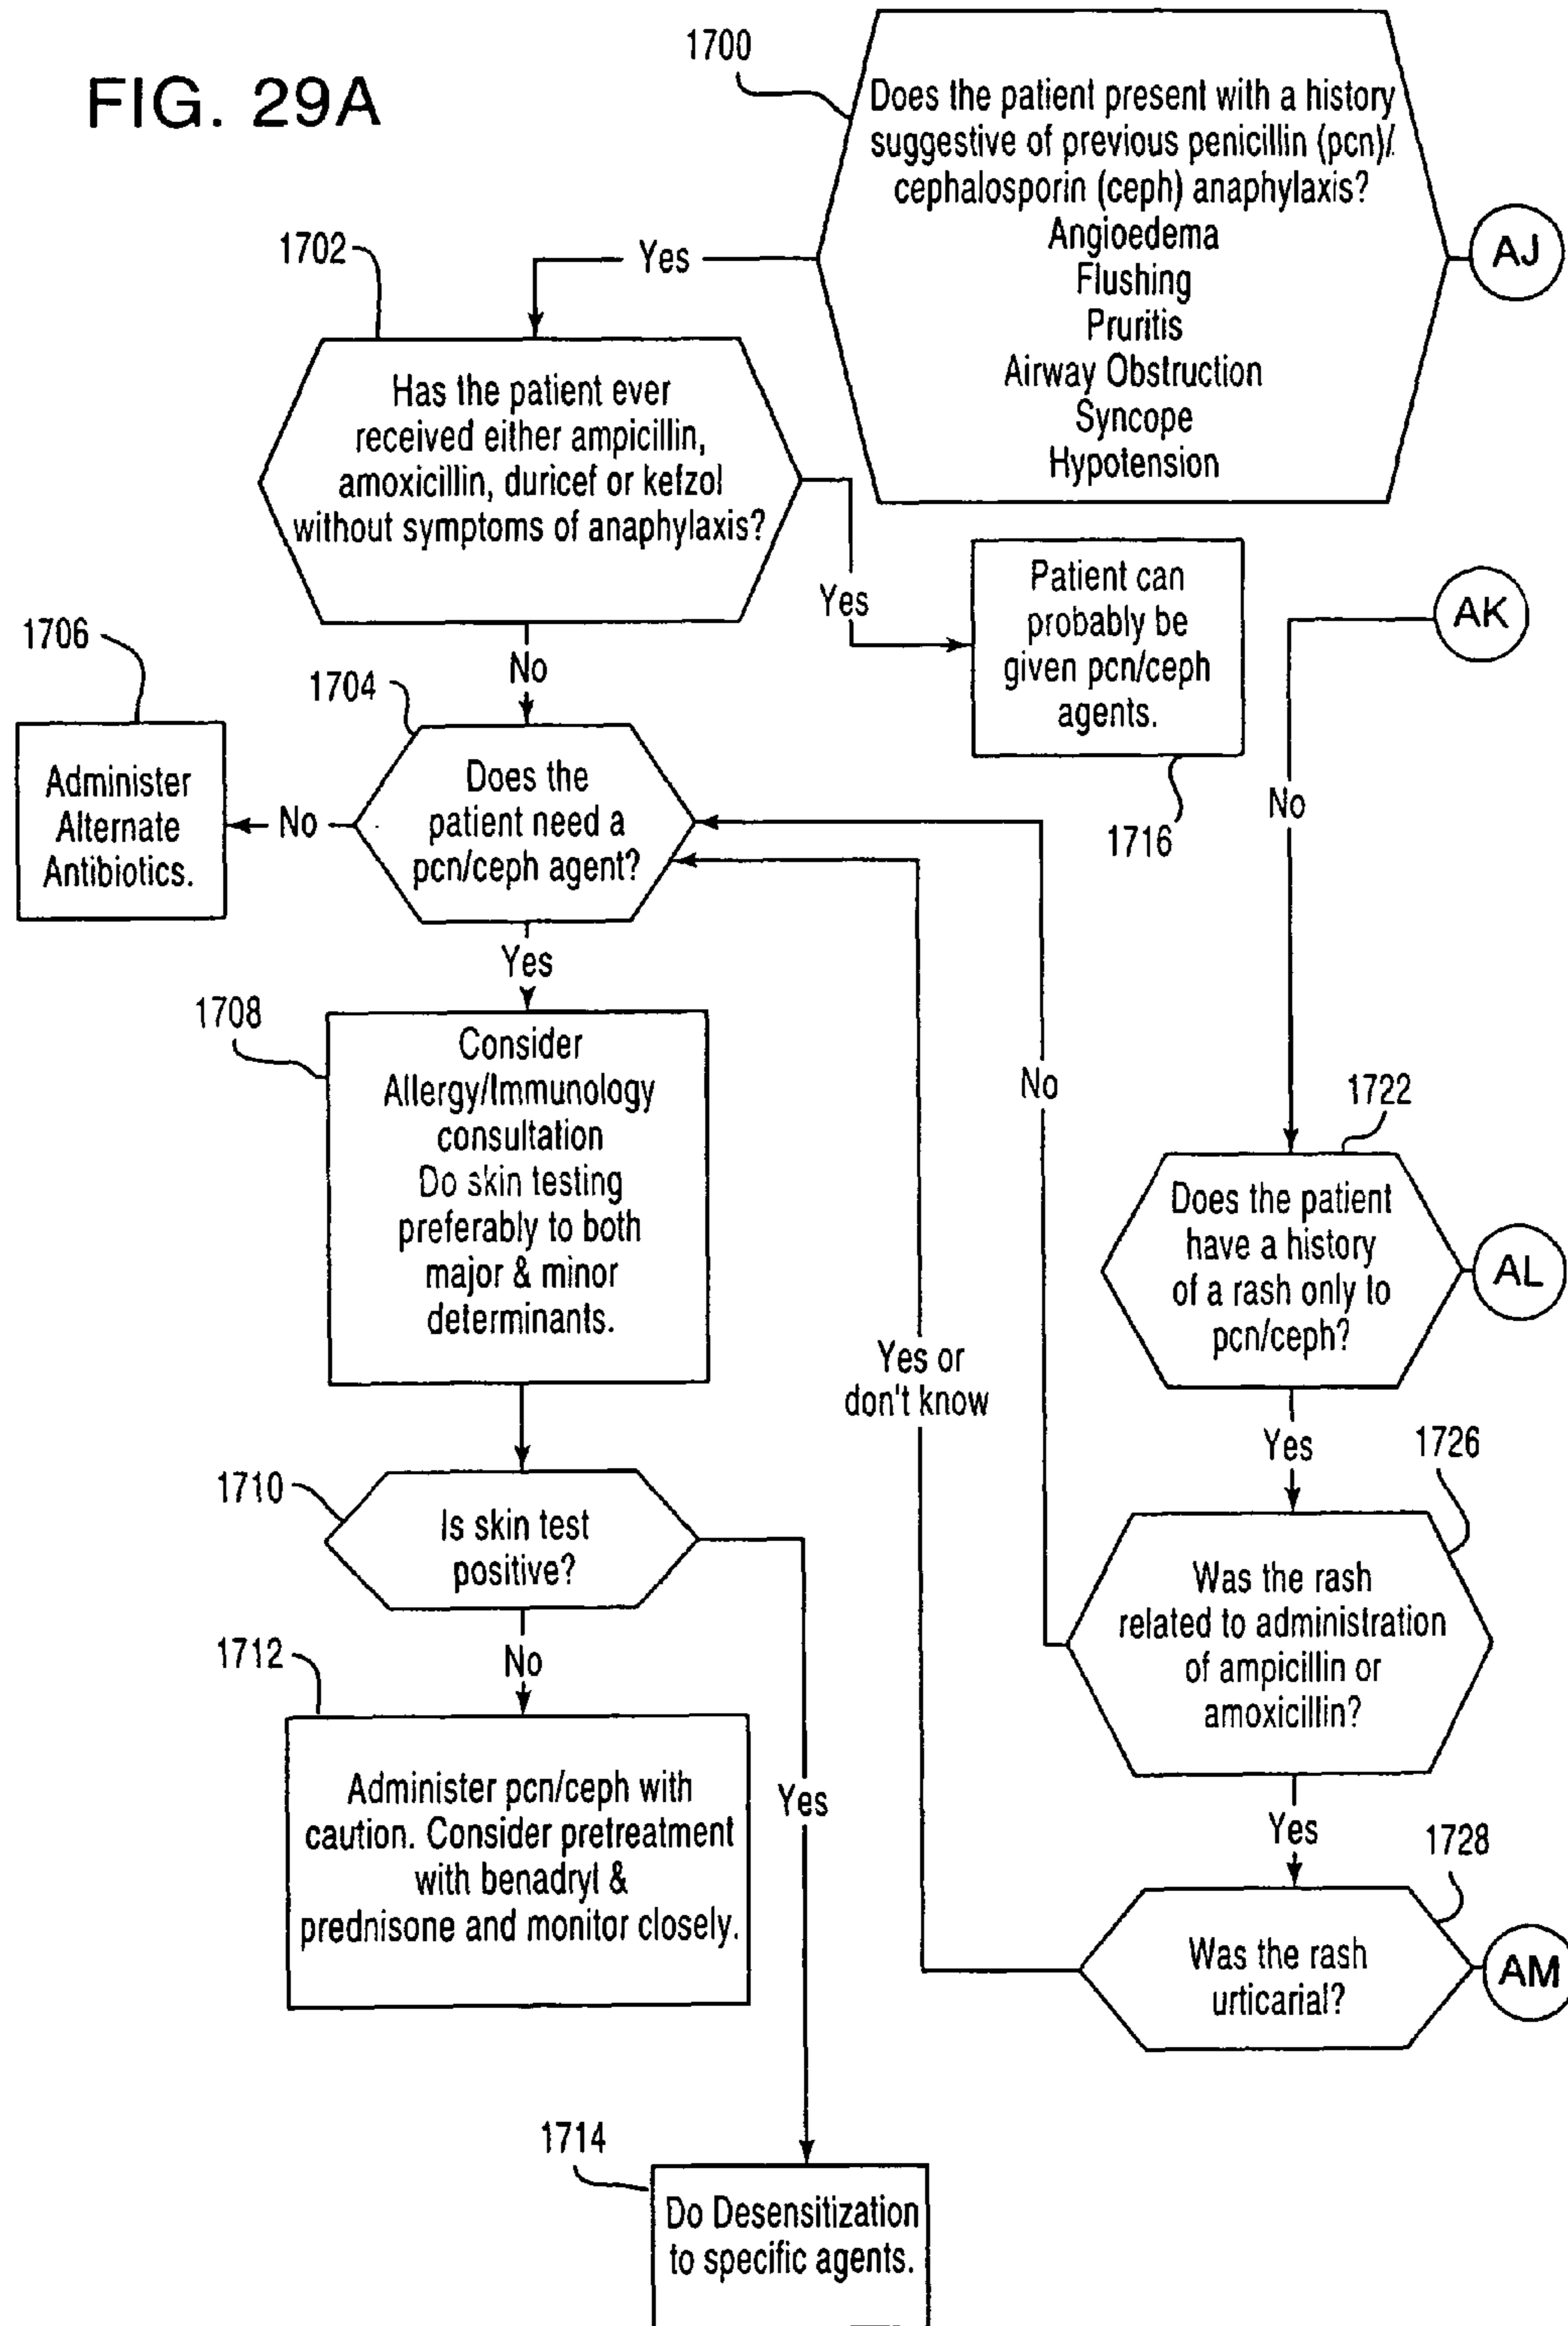 FIG. 29A
1700
Does the patient present with a history
suggestive of previous penicillin (pcn)/
cephalosporin (ceph) anaphylaxis?
Angioedema
Flushing
Pruritis
Airway Obstruction
Syncope
Hypotension
AJ
Yes
1702
Has the patient ever
received either ampicillin,
amoxicillin, duricef or kefzol
without symptoms of anaphylaxis?
Yes
Patient can
probably be
given pcn/ceph
agents.
1716
AK
No
1706
Administer
Alternate
Antibiotics.
No
No
1704
Does the
patient need a
pcn/ceph agent?
Yes
1708
Consider
Allergy/Immunology
consultation
Do skin testing
preferably to both
major & minor
determinants.
No
1722
Does the patient
have a history
of a rash only to
pcn/ceph?
AL
Yes or
don't know
Yes
1726
Was the rash
related to administration
of ampicillin or
amoxicillin?
1710
Is skin test
positive?
No
1712
Administer pcn/ceph with
caution. Consider pretreatment
with benadryl &
prednisone and monitor closely.
Yes
Yes
1728
Was the rash
urticarial?
AM
1714
Do Desensitization
to specific agents.